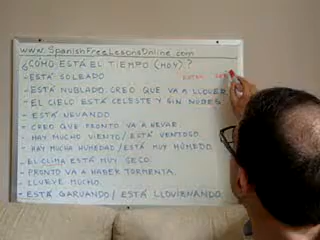 www.SpanishFreeLessonsOnline.com
¿CÓMO ESTÁ EL TIEMPO (HOY)?
- ESTÁ SOLEADO
- ESTÁ NUBLADO. CREO QUE VA A LLOVER.
- EL CIELO ESTÁ CELESTE Y SIN NUBES.
- ESTÁ NEVANDO.
- CREO QUE PRONTO VA A NEVAR.
- HAY MUCHO VIENTO / ESTÁ VENTOSO.
- HAY MUCHA HUMEDAD / ESTÁ MUY HÚMEDO.
- EL CLIMA ESTÁ MUY SECO.
- PRONTO VA A HABER TORMENTA.
- LLUEVE MUCHO.
- ESTÁ GARUANDO / ESTÁ LLOVIZNANDO.